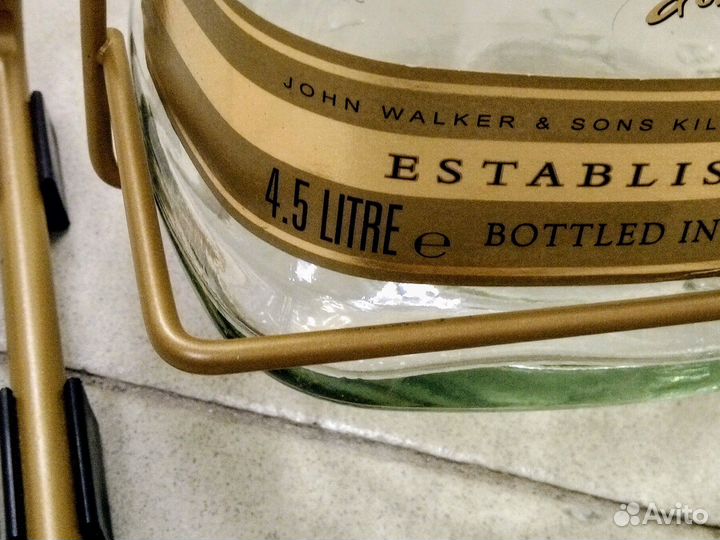 JOHN WALKER & SONS KIL
ESTABLIS
4.5 LITRE ℮ BOTTLED IN
Avito